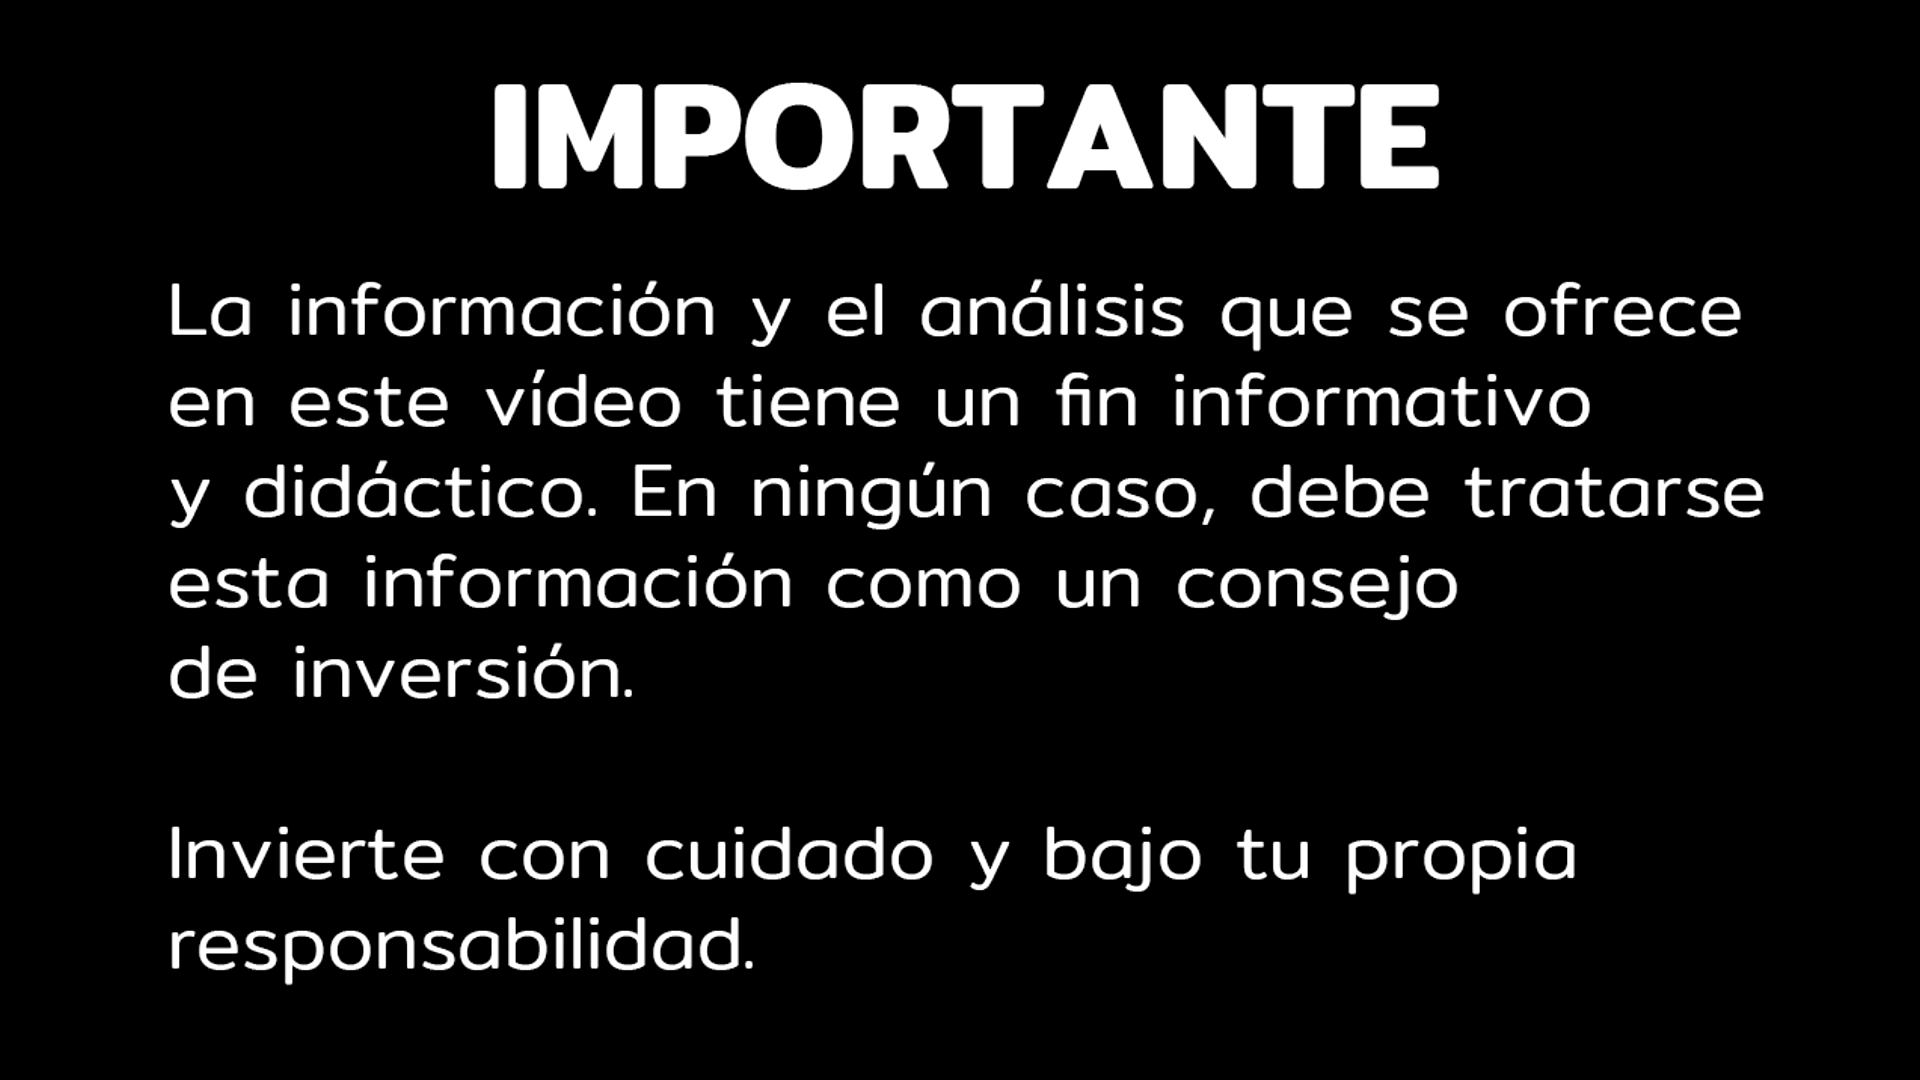 IMPORTANTE
La información y el análisis que se ofrece
en este vídeo tiene un fin informativo
y didáctico. En ningún caso, debe tratarse
esta información como un consejo
de inversión.
Invierte con cuidado y bajo tu propia
responsabilidad.